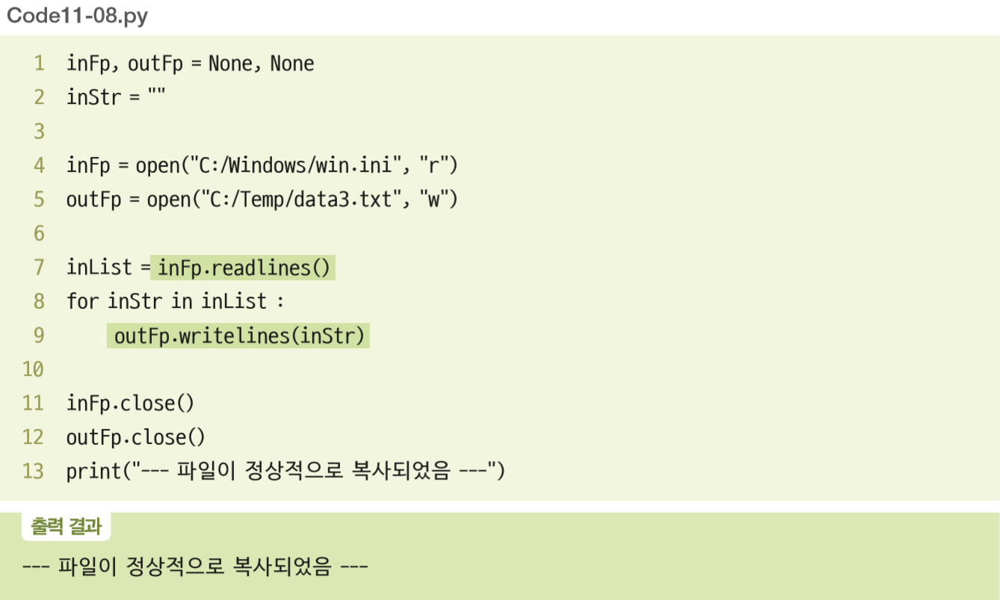 Code11-08.py
1 inFp, outFp = None, None
2 inStr = ""
3
4 inFp = open("C:/Windows/win.ini", "r")
5 outFp = open("C:/Temp/data3.txt", "w")
6
7 inList = inFp.readlines()
8 for inStr in inList :
9     outFp.writelines(inStr)
10
11 inFp.close()
12 outFp.close()
13 print("--- 파일이 정상적으로 복사되었음 ---")
출력 결과
--- 파일이 정상적으로 복사되었음 ---